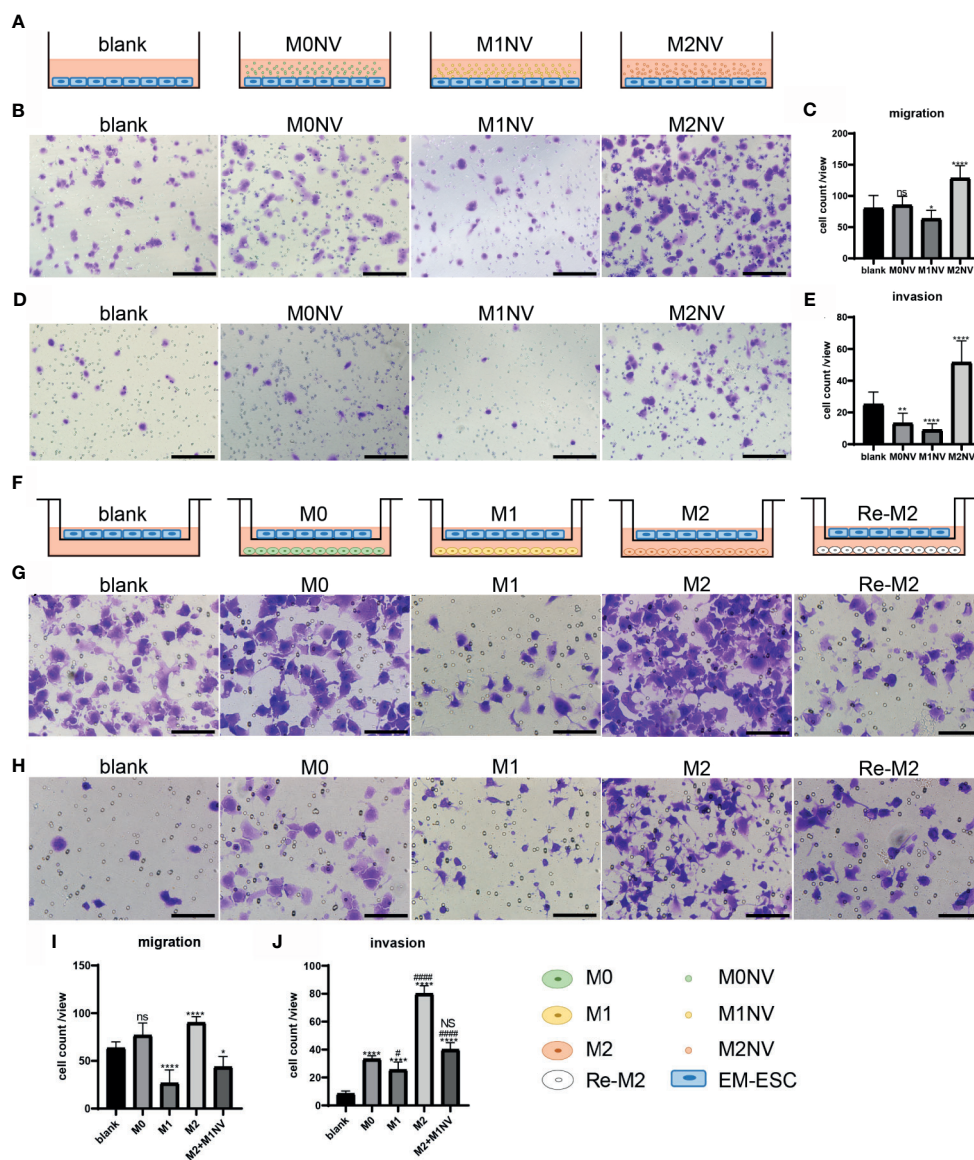 A
blank M0NV M1NV M2NV
B
blank M0NV M1NV M2NV
C
migration
cell count /view
200
150
100
50
0
ns
*
****
blank M0NV M1NV M2NV
D
blank M0NV M1NV M2NV
E
invasion
cell count /view
80
60
40
20
0
**
****
****
blank M0NV M1NV M2NV
F
blank M0 M1 M2 Re-M2
G
blank M0 M1 M2 Re-M2
H
blank M0 M1 M2 Re-M2
I
migration
cell count /view
150
100
50
0
ns
****
****
*
blank M0 M1 M2 M2+M1NV
J
invasion
cell count /view
100
80
60
40
20
0
****
#
****
####
****
NS
####
****
blank M0 M1 M2 M2+M1NV
M0 M0NV
M1 M1NV
M2 M2NV
Re-M2 EM-ESC